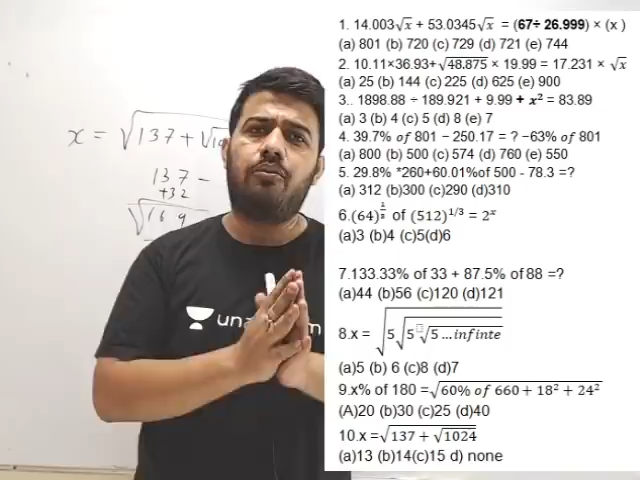 x = √137 + √10
137 –
+32
√169
una m
1. 14.003√x + 53.0345√x = (67÷ 26.999) × (x )
(a) 801 (b) 720 (c) 729 (d) 721 (e) 744
2. 10.11×36.93+√48.875 × 19.99 = 17.231 × √x
(a) 25 (b) 144 (c) 225 (d) 625 (e) 900
3.. 1898.88 ÷ 189.921 + 9.99 + x² = 83.89
(a) 3 (b) 4 (c) 5 (d) 8 (e) 7
4. 39.7% of 801 – 250.17 = ? –63% of 801
(a) 800 (b) 500 (c) 574 (d) 760 (e) 550
5. 29.8% *260+60.01%of 500 - 78.3 =?
(a) 312 (b)300 (c)290 (d)310
6.(64)^(1/3) of (512)^1/3 = 2^x
(a)3 (b)4 (c)5(d)6
7.133.33% of 33 + 87.5% of 88 =?
(a)44 (b)56 (c)120 (d)121
8.x = √5√5√5 ... infinte
(a)5 (b) 6 (c)8 (d)7
9.x% of 180 =√60% of 660 + 18² + 24²
(A)20 (b)30 (c)25 (d)40
10.x =√137 + √1024
(a)13 (b)14(c)15 d) none